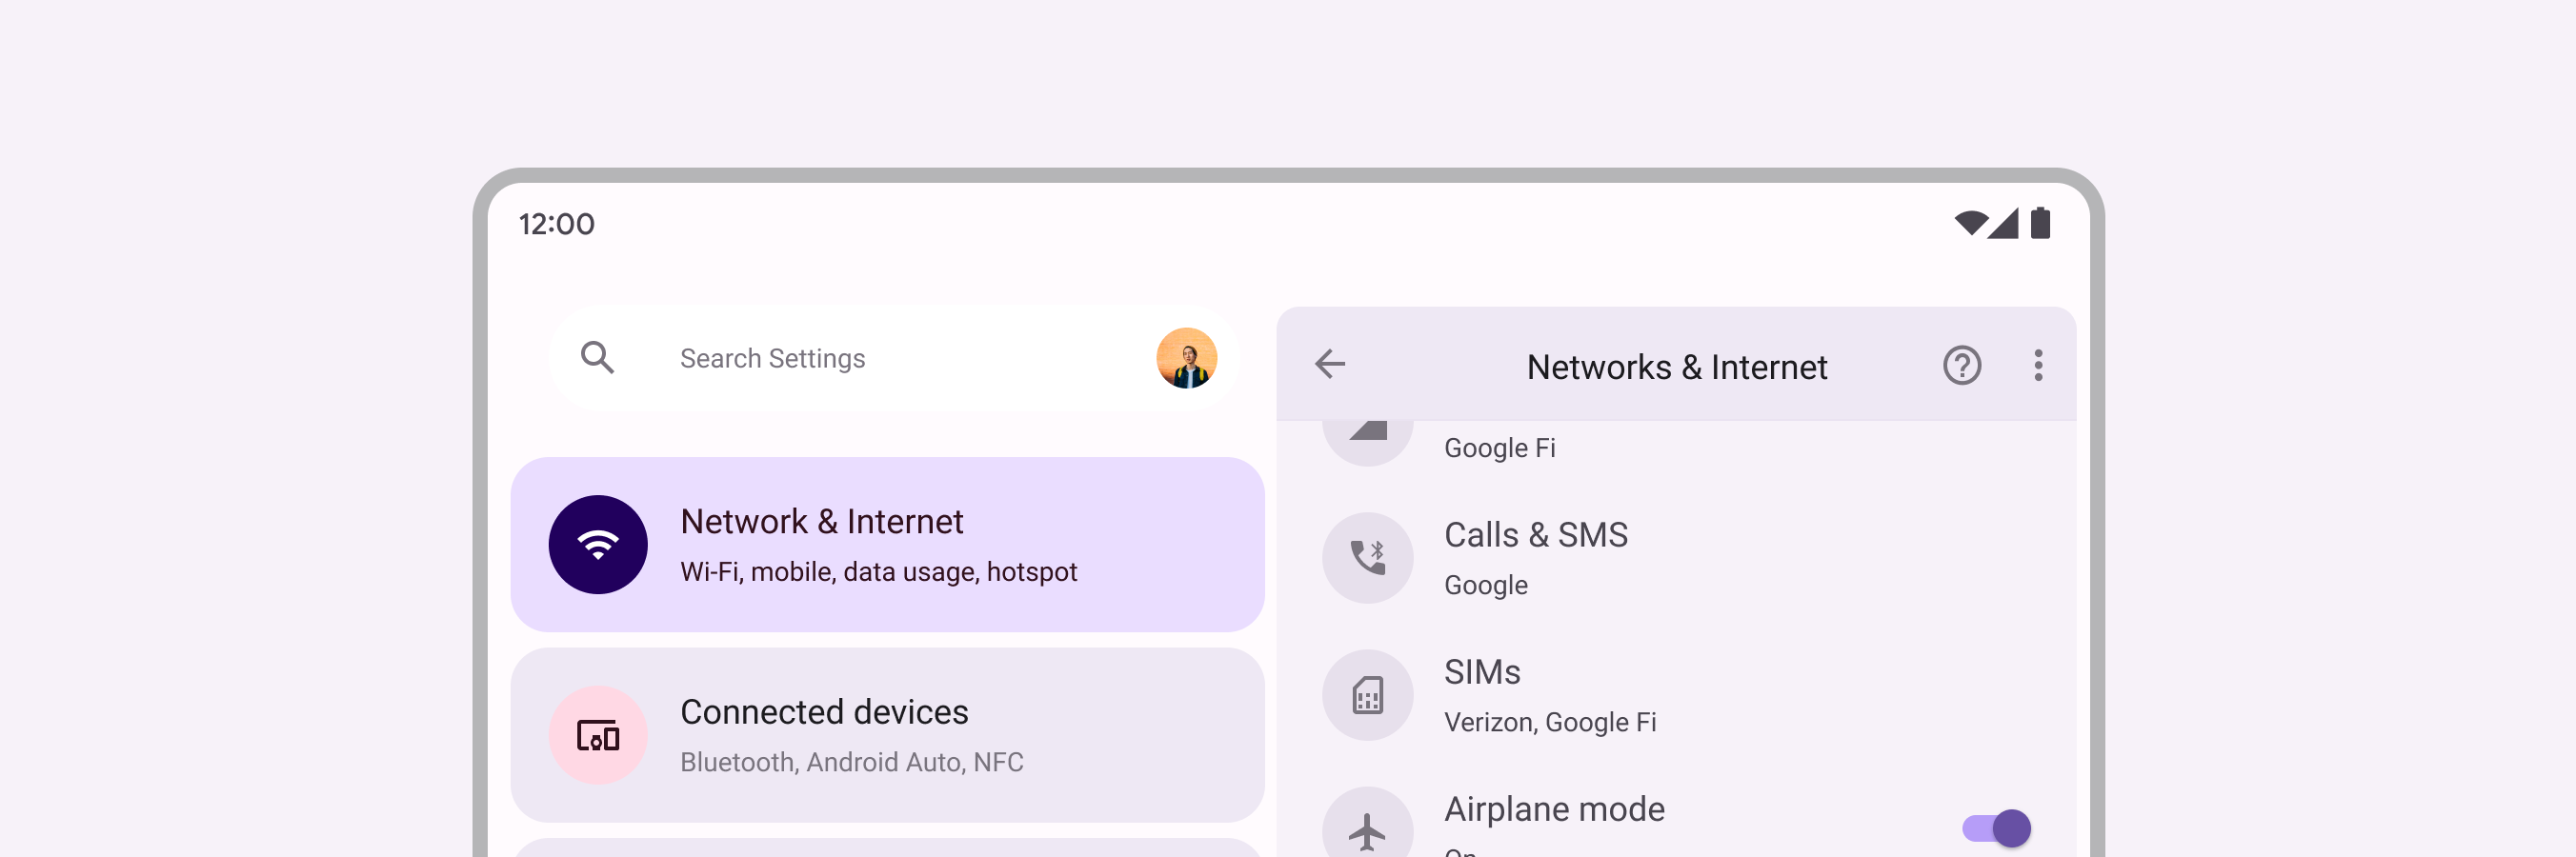 12:00
Search Settings
Network & Internet
Wi-Fi, mobile, data usage, hotspot
Connected devices
Bluetooth, Android Auto, NFC
Networks & Internet
Google Fi
Calls & SMS
Google
SIMs
Verizon, Google Fi
Airplane mode
On